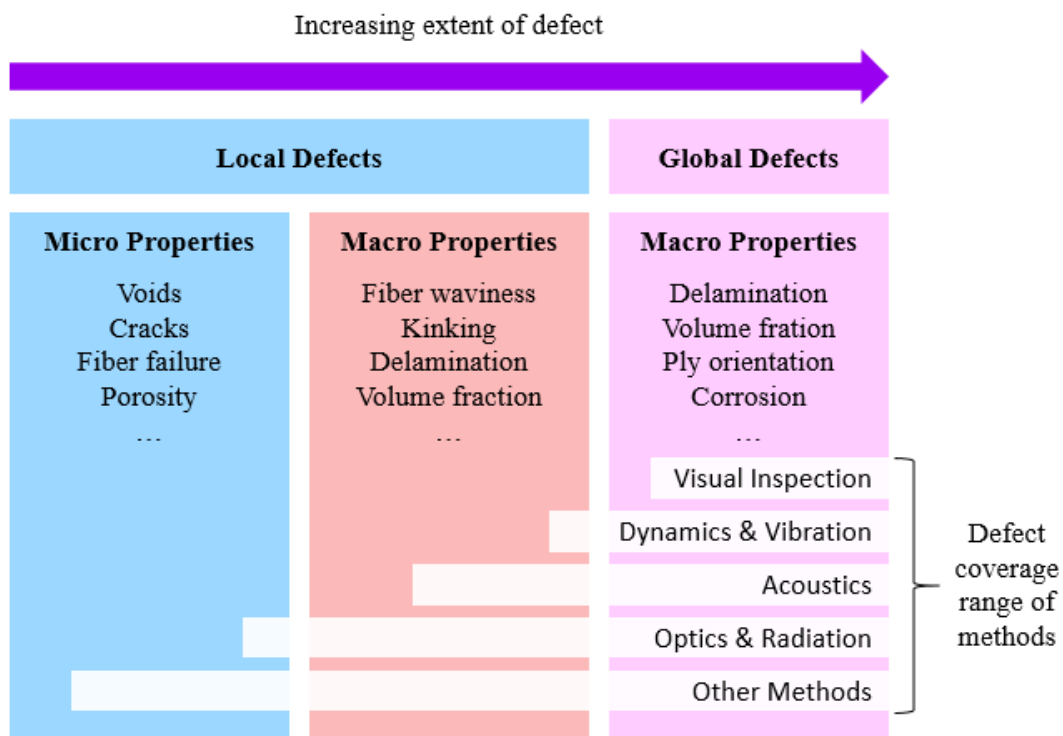 Increasing extent of defect
Local Defects
Global Defects
Micro Properties
Voids
Cracks
Fiber failure
Porosity
...
Macro Properties
Fiber waviness
Kinking
Delamination
Volume fraction
...
Macro Properties
Delamination
Volume fration
Ply orientation
Corrosion
...
Visual Inspection
Dynamics & Vibration
Acoustics
Optics & Radiation
Other Methods
Defect
coverage
range of
methods